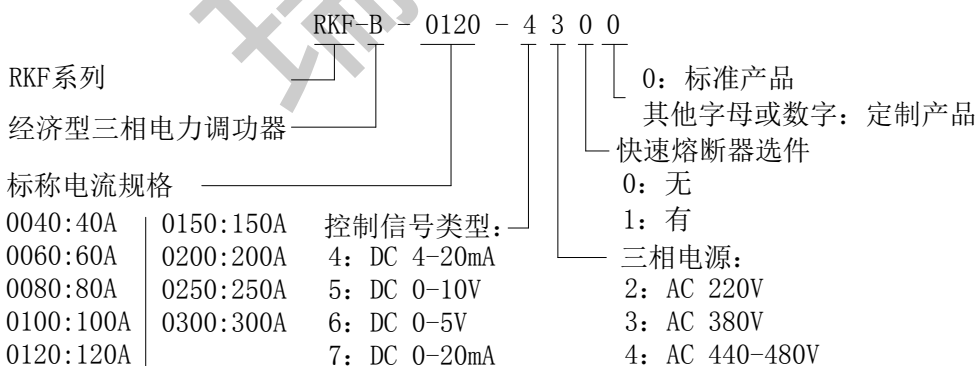 RKF-B - 0120 - 4 3 0 0
RKF系列
经济型三相电力调功器
标称电流规格
0040:40A
0060:60A
0080:80A
0100:100A
0120:120A
0150:150A
0200:200A
0250:250A
0300:300A
控制信号类型:
4: DC 4-20mA
5: DC 0-10V
6: DC 0-5V
7: DC 0-20mA
0: 标准产品
其他字母或数字: 定制产品
快速熔断器选件
0: 无
1: 有
三相电源:
2: AC 220V
3: AC 380V
4: AC 440-480V